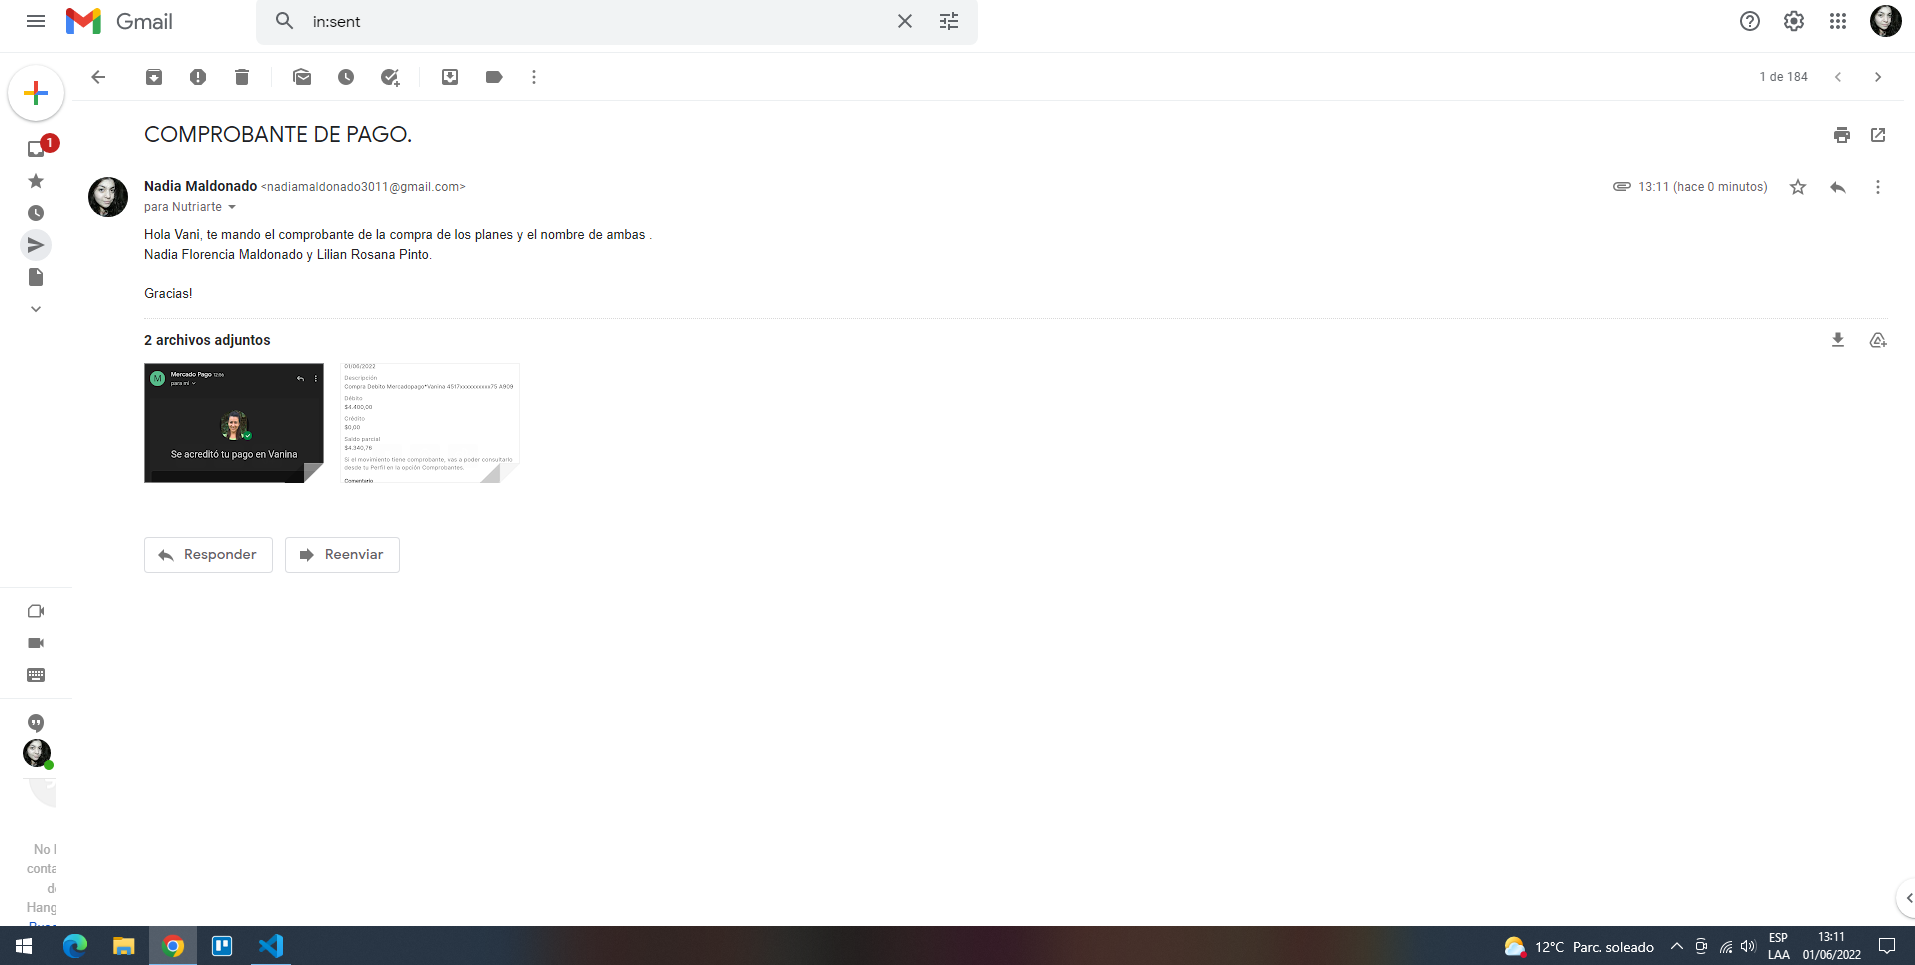 Gmail
in:sent
1 de 184
COMPROBANTE DE PAGO.
1
Nadia Maldonado <nadiamaldonado3011@gmail.com>
13:11 (hace 0 minutos)
para Nutriarte
Hola Vani, te mando el comprobante de la compra de los planes y el nombre de ambas .
Nadia Florencia Maldonado y Lilian Rosana Pinto.
Gracias!
2 archivos adjuntos
M
Mercado Pago 12:06
para mí
Se acreditó tu pago en Vanina
01/06/2022
Descripción
Compra Debito Mercadopago*Vanina 4517xxxxxxxxxx75 A909
Débito
$4.400,00
Crédito
$0,00
Saldo parcial
$4.340,76
Si el movimiento tiene comprobante, vas a poder consultarlo
desde tu Perfil en la opción Comprobantes.
Comentario
Responder
Reenviar
No
conta
de
Hang
12°C Parc. soleado
ESP
LAA
13:11
01/06/2022